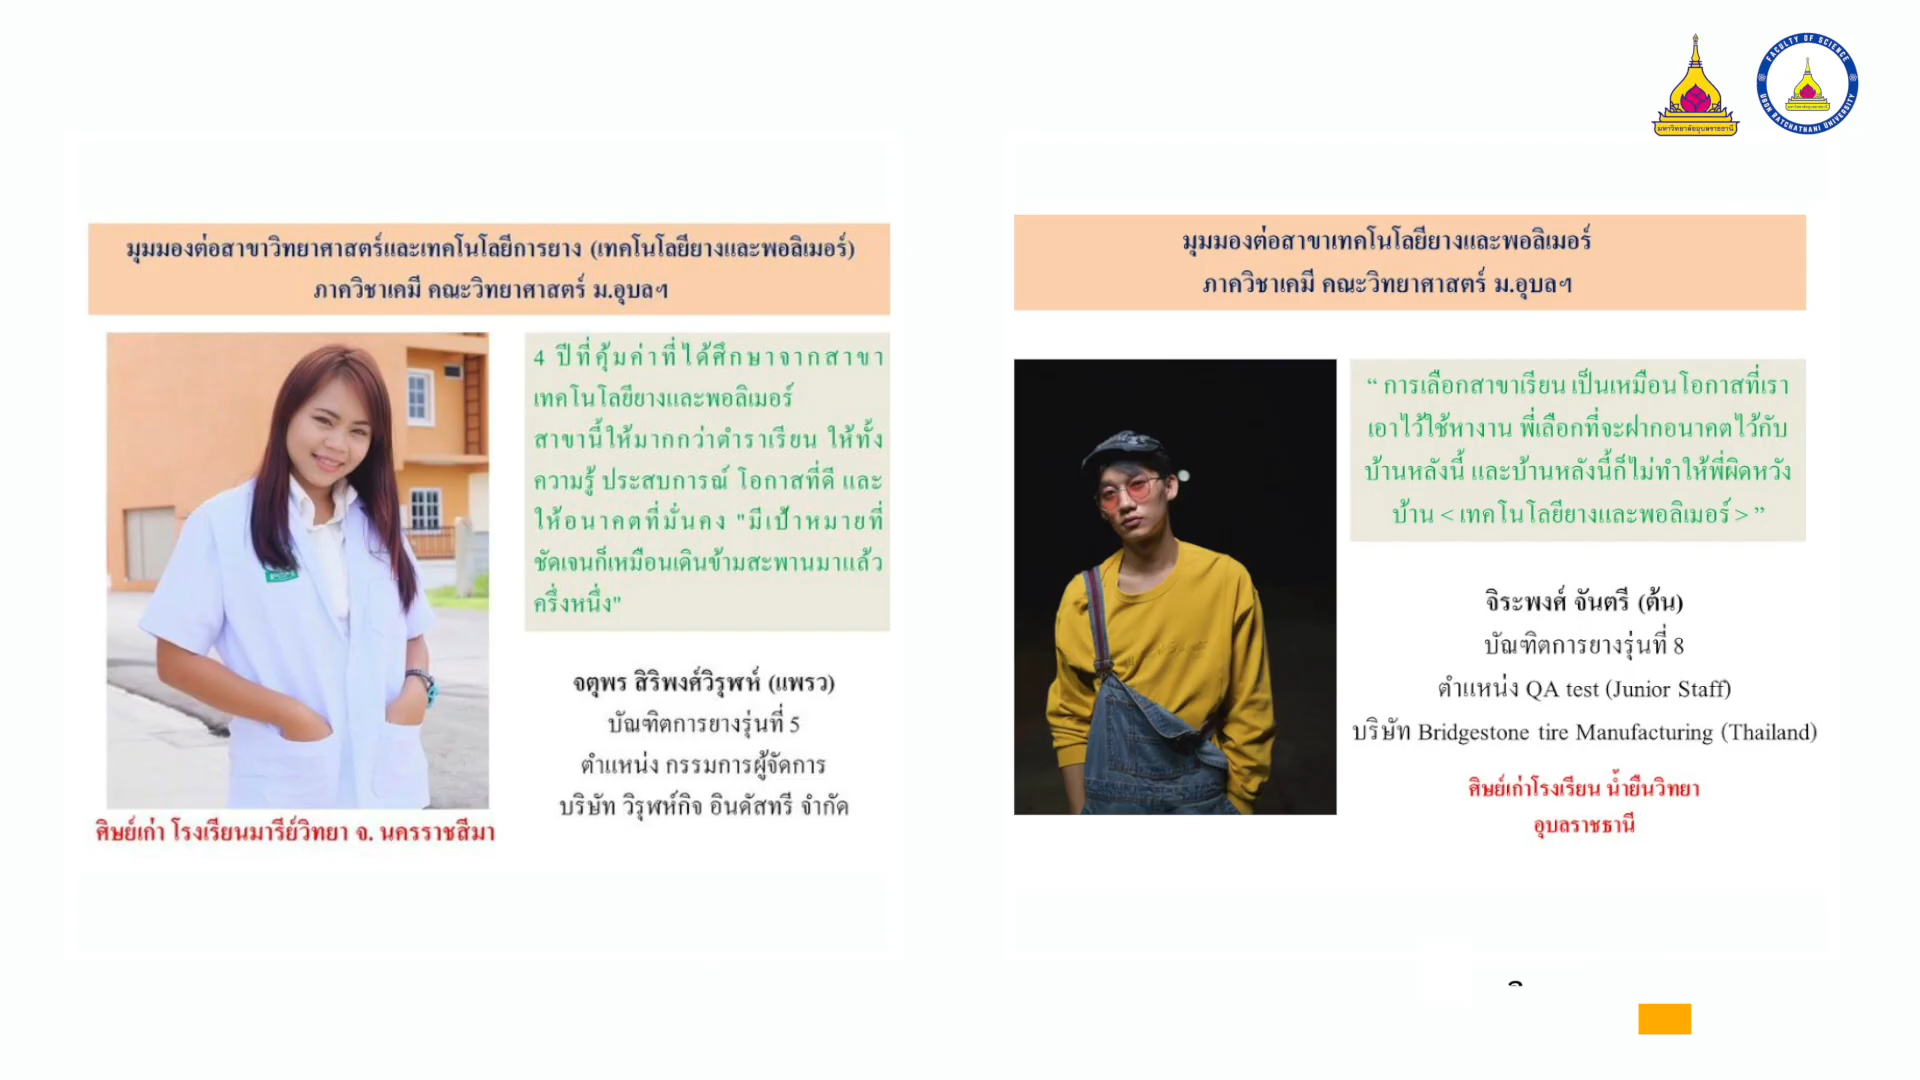 มหาวิทยาลัยอุบลราชธานี
FACULTY OF SCIENCE
UBON RATCHATHANI UNIVERSITY
มุมมองต่อสาขาวิทยาศาสตร์และเทคโนโลยีการยาง (เทคโนโลยียางและพอลิเมอร์)
ภาควิชาเคมี คณะวิทยาศาสตร์ ม.อุบลฯ
4 ปีที่คุ้มค่าที่ได้ศึกษาจากสาขา
เทคโนโลยียางและพอลิเมอร์
สาขานี้ให้มากกว่าตำราเรียน ให้ทั้ง
ความรู้ ประสบการณ์ โอกาสที่ดี และ
ให้อนาคตที่มั่นคง "มีเป้าหมายที่
ชัดเจนก็เหมือนเดินข้ามสะพานมาแล้ว
ครึ่งหนึ่ง"
จตุพร สิริพงศ์วิรุฬห์ (แพรว)
บัณฑิตการยางรุ่นที่ 5
ตำแหน่ง กรรมการผู้จัดการ
บริษัท วิรุฬห์กิจ อินดัสทรี จำกัด
ศิษย์เก่า โรงเรียนมารีย์วิทยา จ. นครราชสีมา
มุมมองต่อสาขาเทคโนโลยียางและพอลิเมอร์
ภาควิชาเคมี คณะวิทยาศาสตร์ ม.อุบลฯ
“ การเลือกสาขาเรียน เป็นเหมือนโอกาสที่เรา
เอาไว้ใช้หางาน พี่เลือกที่จะฝากอนาคตไว้กับ
บ้านหลังนี้ และบ้านหลังนี้ก็ไม่ทำให้พี่ผิดหวัง
บ้าน < เทคโนโลยียางและพอลิเมอร์ > ”
จิระพงศ์ จันตรี (ต้น)
บัณฑิตการยางรุ่นที่ 8
ตำแหน่ง QA test (Junior Staff)
บริษัท Bridgestone tire Manufacturing (Thailand)
ศิษย์เก่าโรงเรียน น้ำยืนวิทยา
อุบลราชธานี